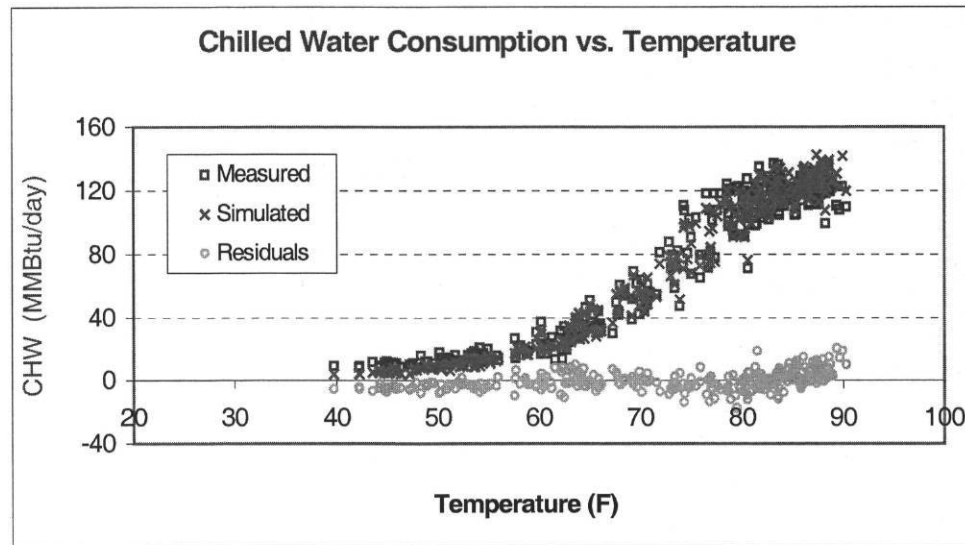 Chilled Water Consumption vs. Temperature
CHW (MMBtu/day)
160
120
80
40
0
-40
Measured
Simulated
Residuals
20 30 40 50 60 70 80 90 100
Temperature (F)